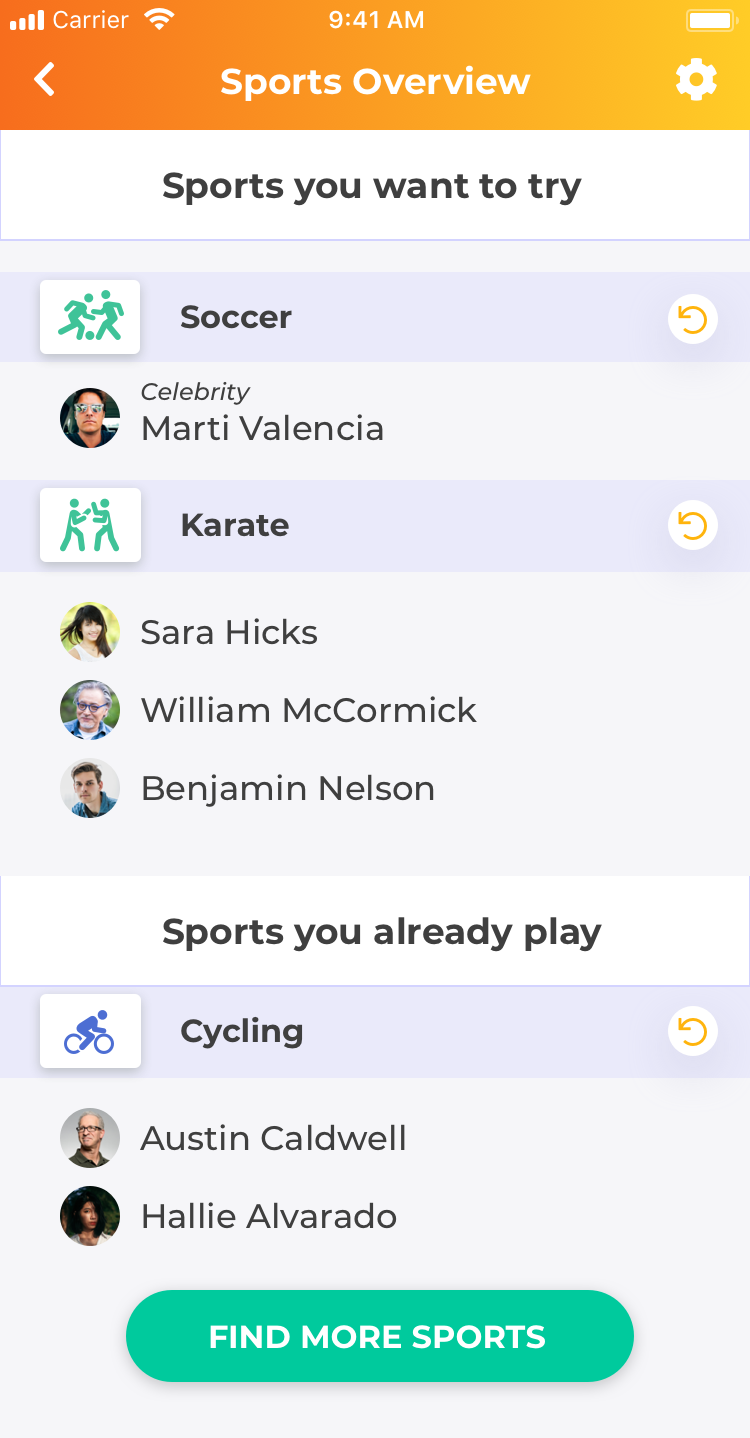 Carrier
9:41 AM
Sports Overview
Sports you want to try
Soccer
Celebrity
Marti Valencia
Karate
Sara Hicks
William McCormick
Benjamin Nelson
Sports you already play
Cycling
Austin Caldwell
Hallie Alvarado
FIND MORE SPORTS